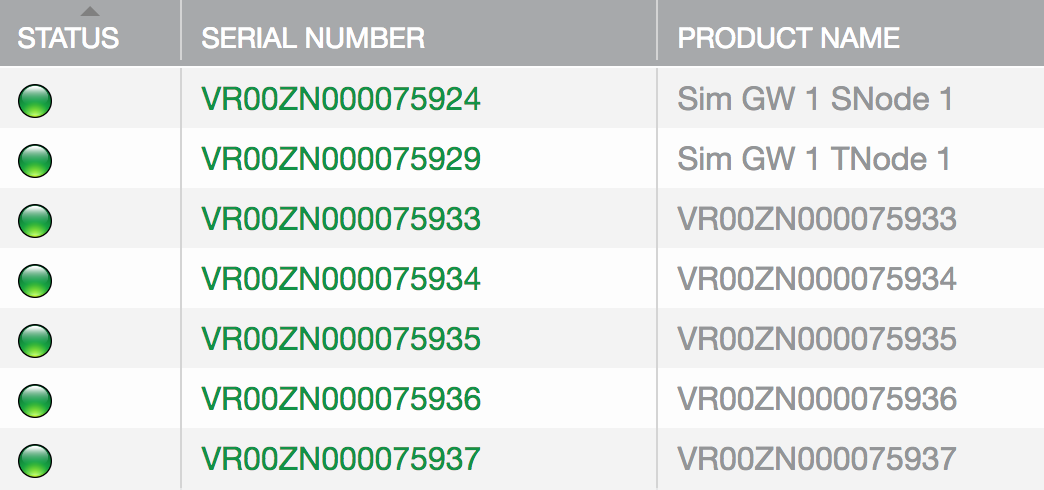 STATUS SERIAL NUMBER PRODUCT NAME
VR00ZN000075924 Sim GW 1 SNode 1
VR00ZN000075929 Sim GW 1 TNode 1
VR00ZN000075933 VR00ZN000075933
VR00ZN000075934 VR00ZN000075934
VR00ZN000075935 VR00ZN000075935
VR00ZN000075936 VR00ZN000075936
VR00ZN000075937 VR00ZN000075937